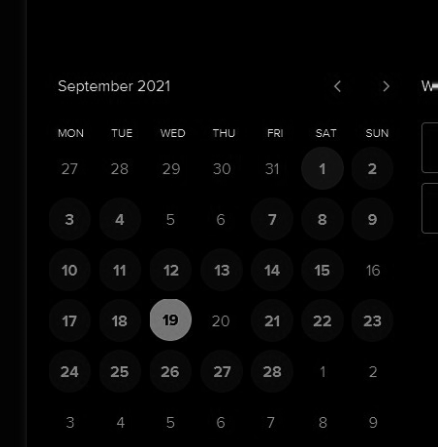 September 2021 < > W
MON TUE WED THU FRI SAT SUN
27 28 29 30 31 1 2
3 4 5 6 7 8 9
10 11 12 13 14 15 16
17 18 19 20 21 22 23
24 25 26 27 28 1 2
3 4 5 6 7 8 9